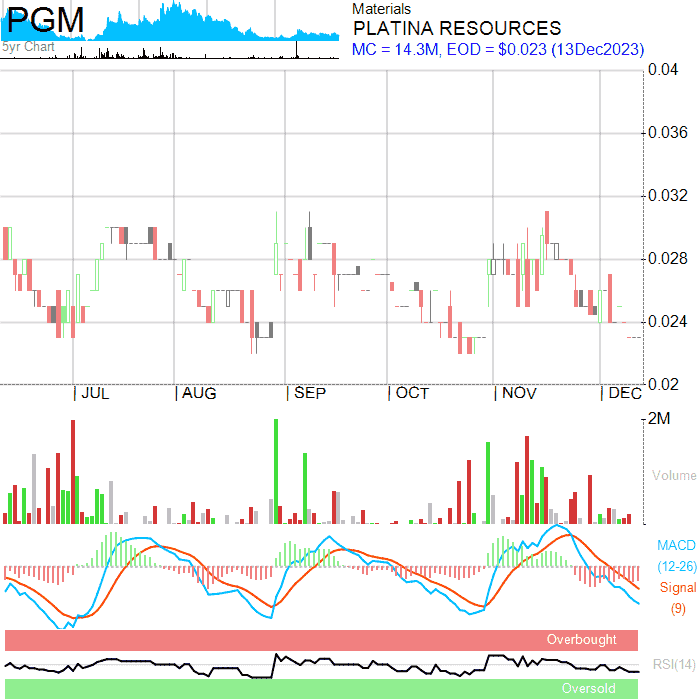 PGM
5yr Chart
Materials
PLATINA RESOURCES
MC = 14.3M, EOD = $0.023 (13Dec2023)
0.04
0.036
0.032
0.028
0.024
0.02
JUL
AUG
SEP
OCT
NOV
DEC
2M
Volume
MACD
(12-26)
Signal
(9)
Overbought
RSI(14)
Oversold